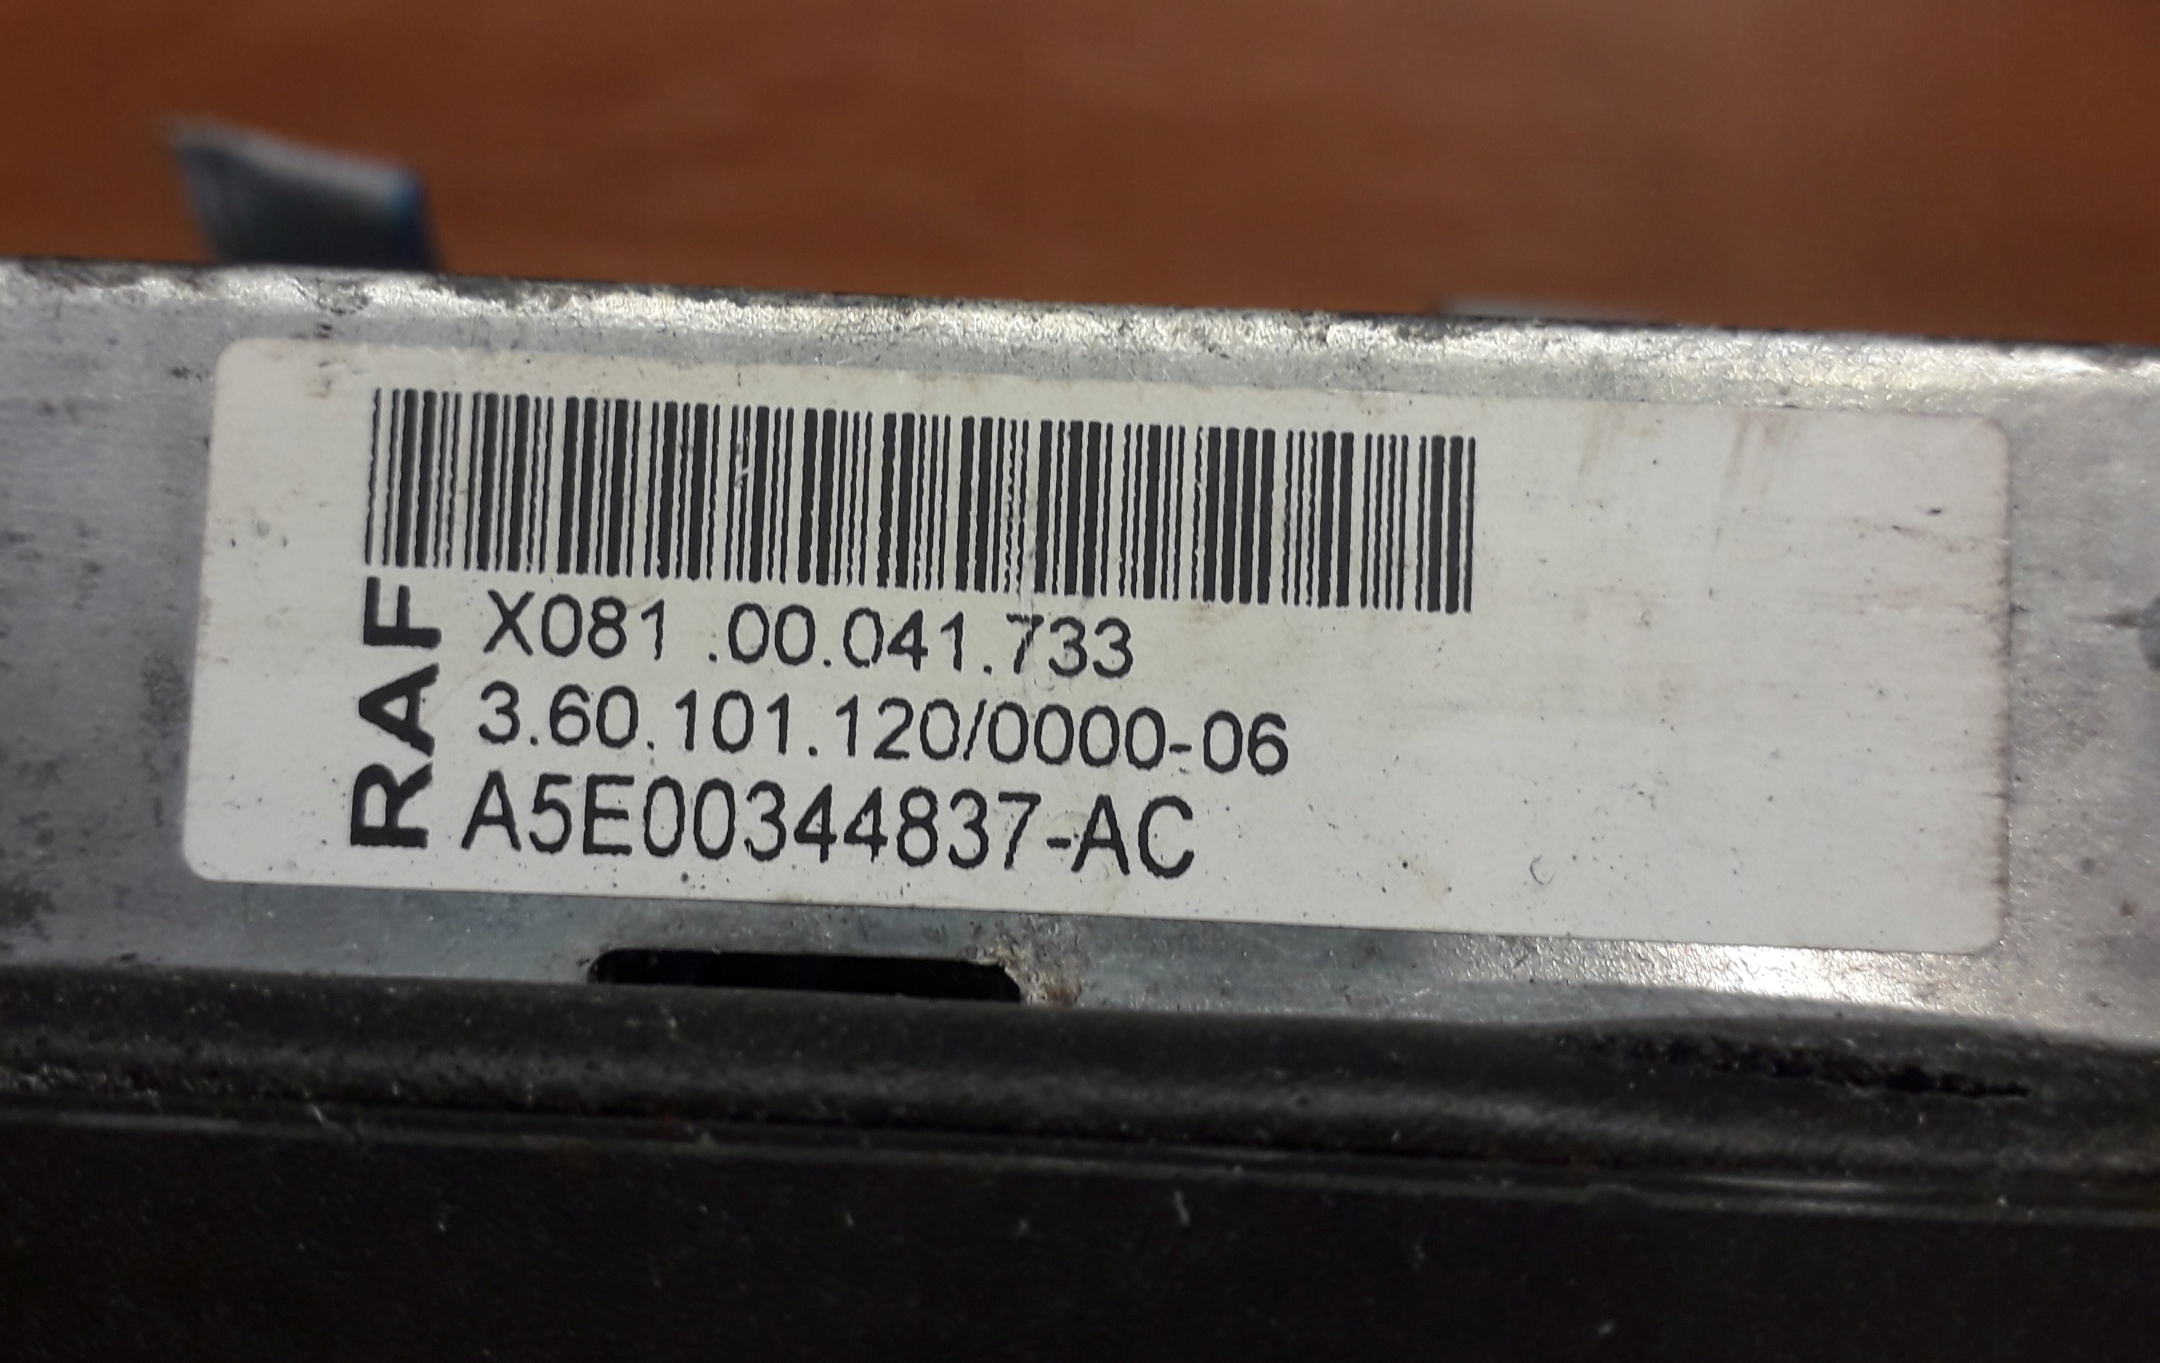 RAF
X081 .00.041.733
3.60.101.120/0000-06
A5E00344837-AC